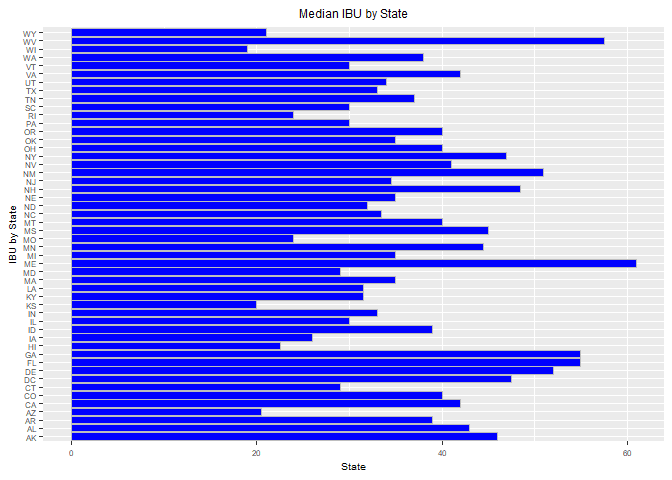 Median IBU by State
IBU by State
WY
WV
WI
WA
VT
VA
UT
TX
TN
SC
RI
PA
OR
OK
OH
NY
NV
NM
NJ
NH
NE
ND
NC
MT
MS
MO
MN
MI
ME
MD
MA
LA
KY
KS
IN
IL
ID
IA
HI
GA
FL
DE
DC
CT
CO
CA
AZ
AR
AL
AK
0 20 40 60
State